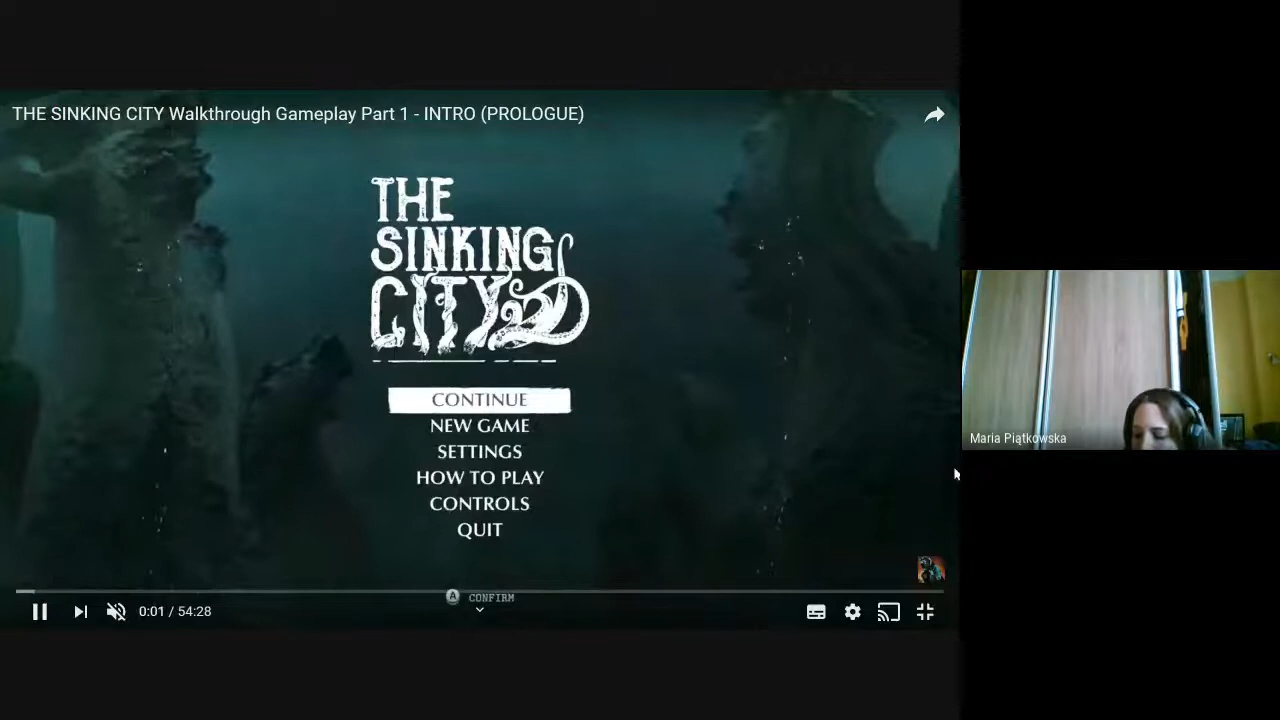 THE SINKING CITY Walkthrough Gameplay Part 1 - INTRO (PROLOGUE)
THE
SINKING
CITY
CONTINUE
NEW GAME
SETTINGS
HOW TO PLAY
CONTROLS
QUIT
A CONFIRM
0:01 / 54:28
Maria Piątkowska